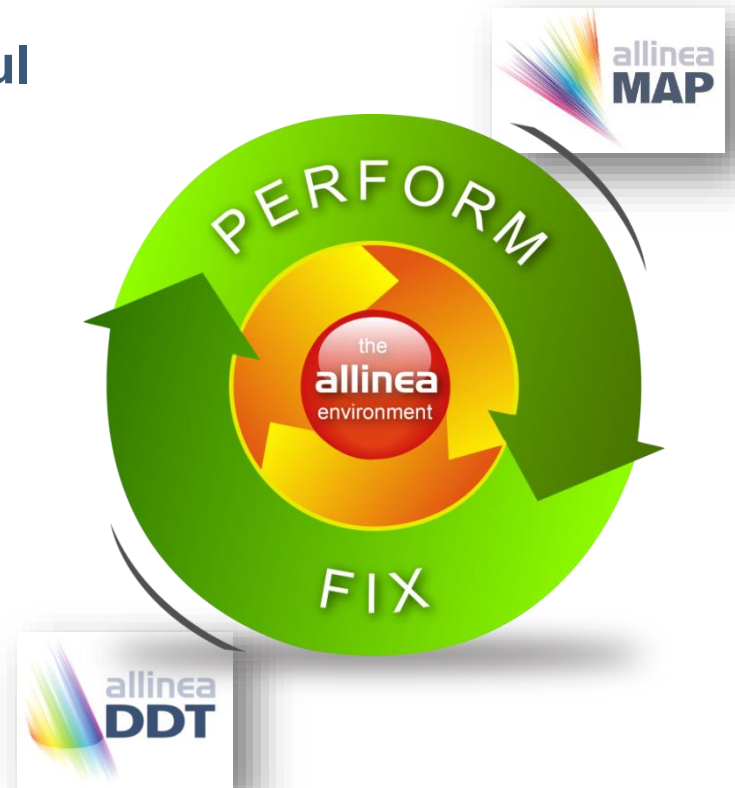 ul
allinea
MAP
PERFORM
the
allinea
environment
FIX
allinea
DDT